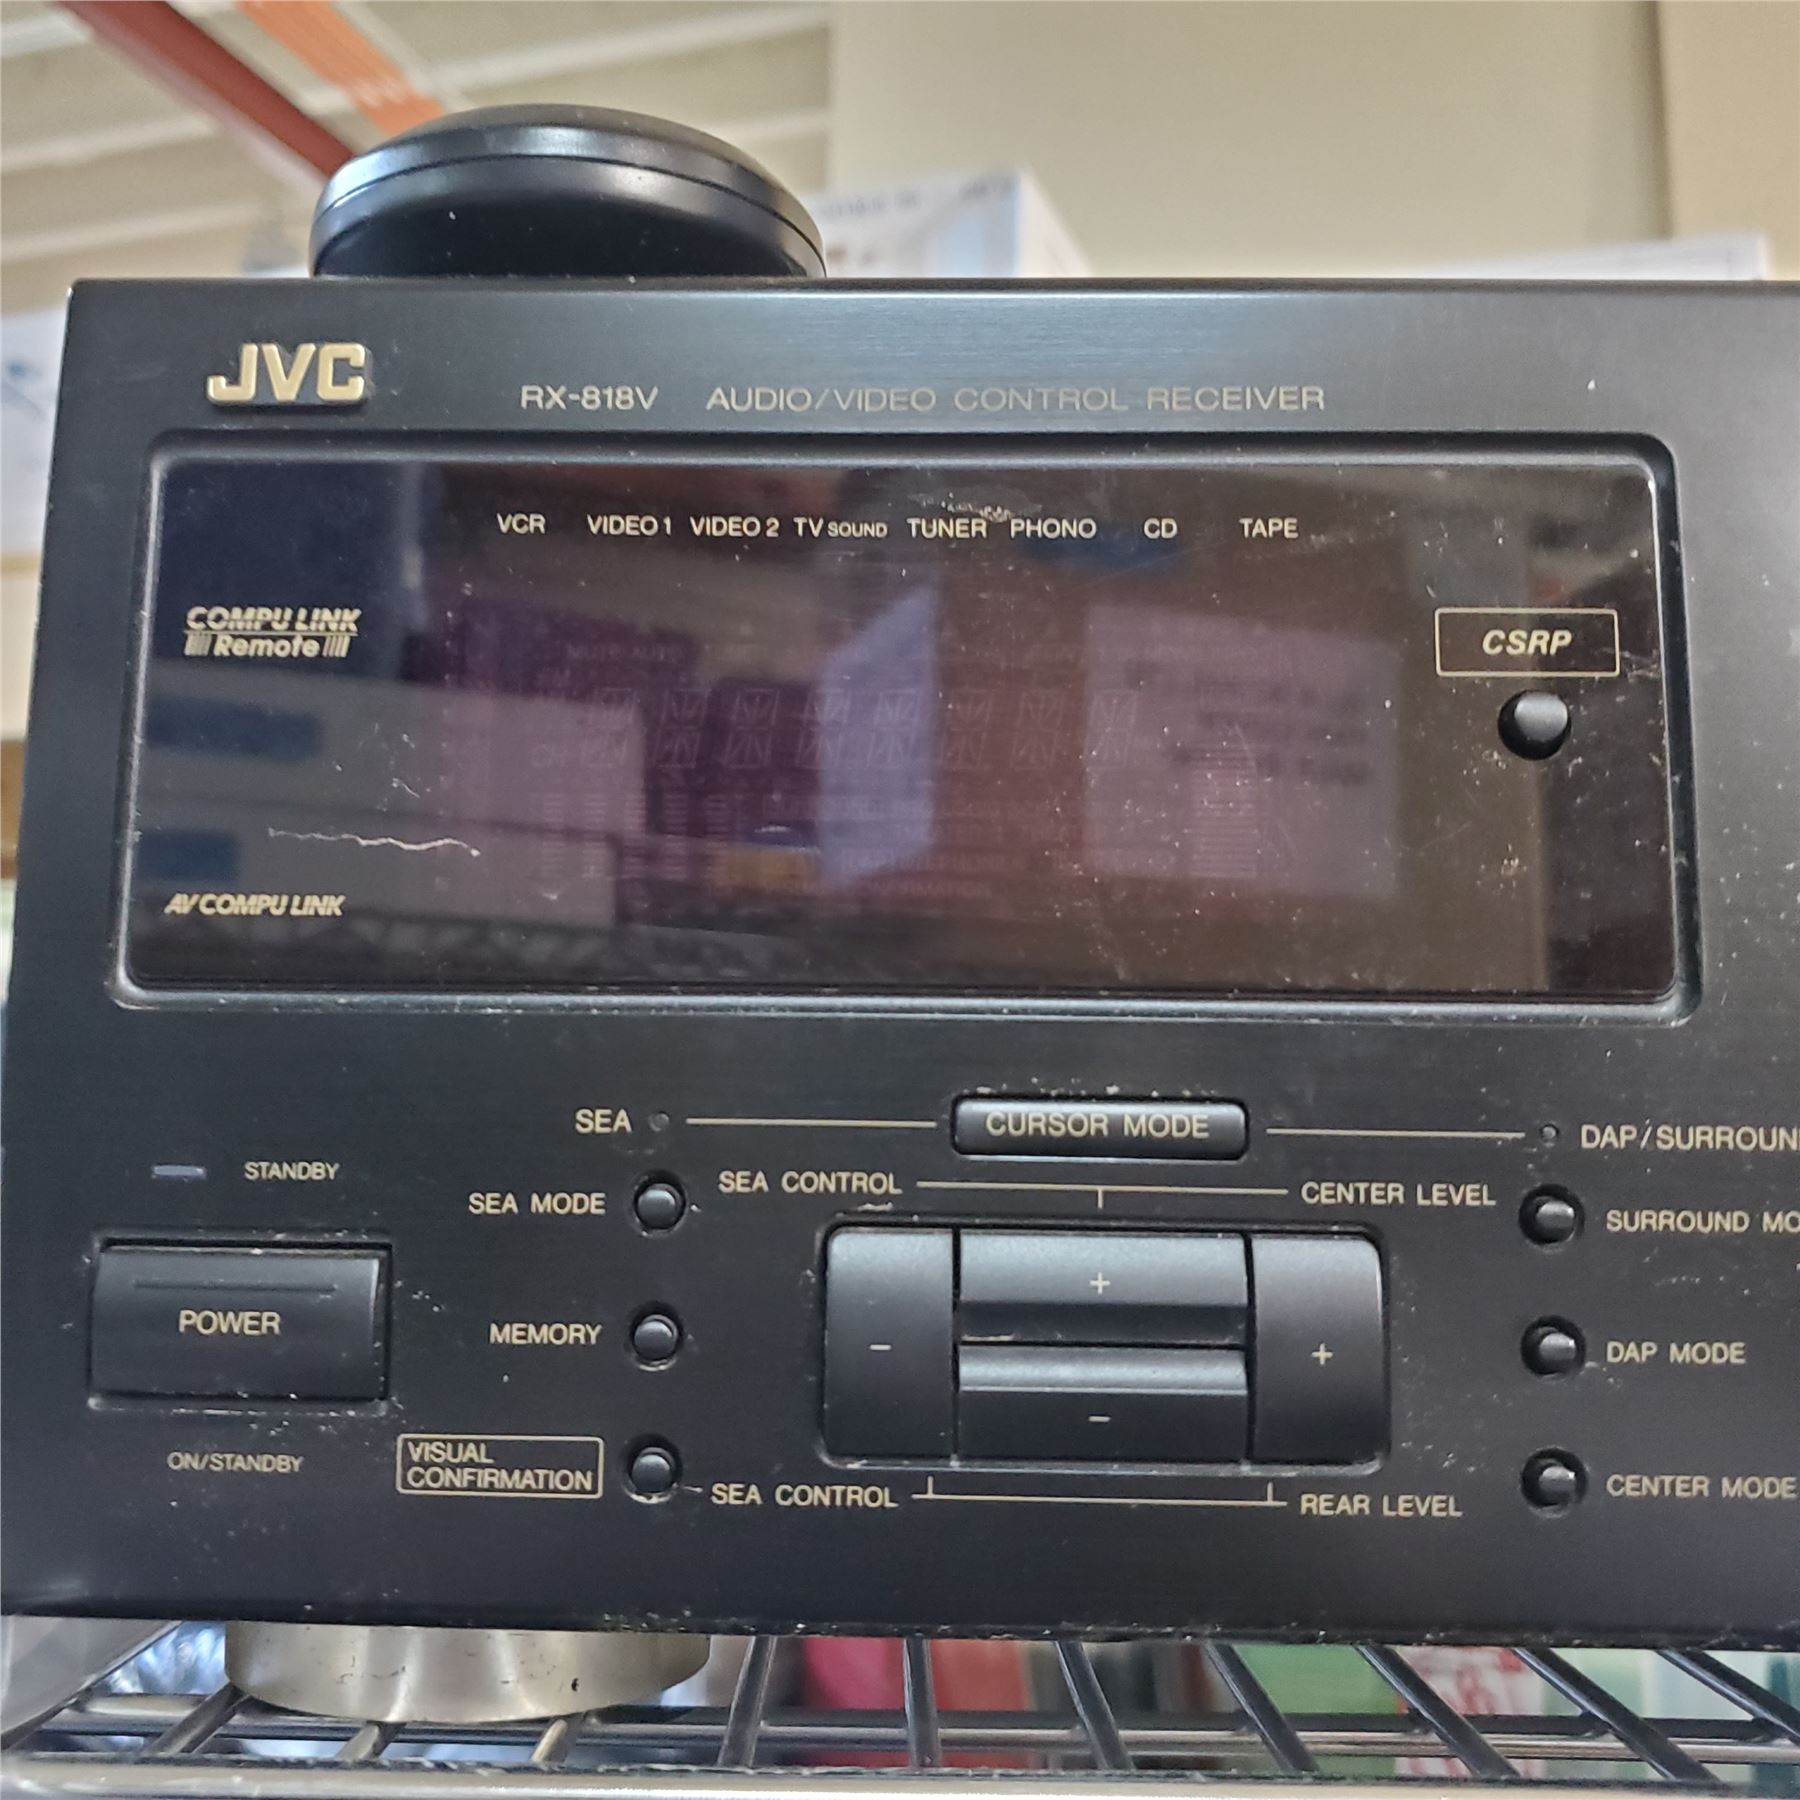 JVC
RX-818V AUDIO/VIDEO CONTROL RECEIVER
VCR VIDEO 1 VIDEO 2 TV SOUND TUNER PHONO CD TAPE
COMPU LINK
Remote
CSRP
AV COMPU LINK
SEA
CURSOR MODE
DAP/SURROUN
STANDBY
SEA MODE
SEA CONTROL
CENTER LEVEL
SURROUND MO
POWER
MEMORY
+
-
+
-
DAP MODE
ON/STANDBY
VISUAL
CONFIRMATION
SEA CONTROL
REAR LEVEL
CENTER MODE